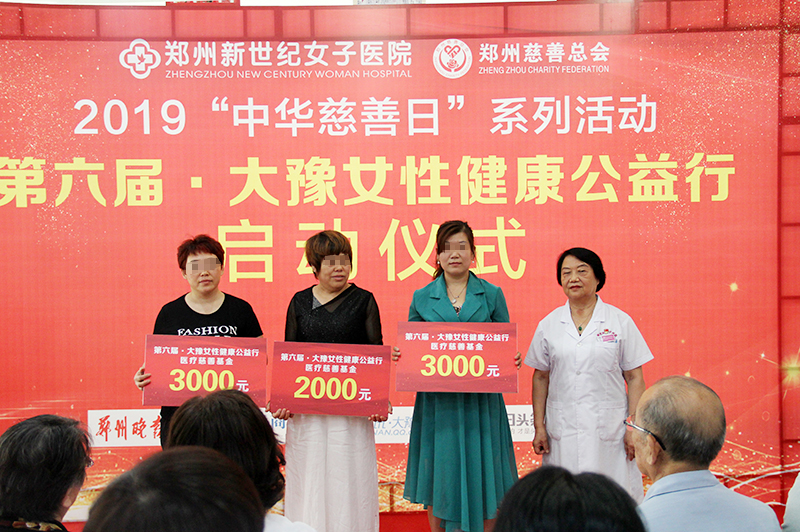 郑州新世纪女子医院
ZHENGZHOU NEW CENTURY WOMAN HOSPITAL
郑州慈善总会
ZHENG ZHOU CHARITY FEDERATION
2019“中华慈善日”系列活动
第六届·大豫女性健康公益行
启动仪式
FASHION
第六届·大豫女性健康公益行
医疗慈善基金
3000元
第六届·大豫女性健康公益行
医疗慈善基金
2000元
第六届·大豫女性健康公益行
医疗慈善基金
3000元
郑州晚报